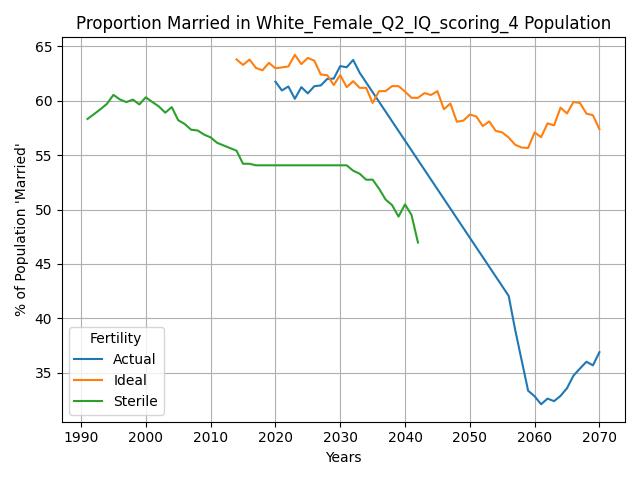 Proportion Married in White_Female_Q2_IQ_scoring_4 Population
% of Population 'Married'
65
60
55
50
45
40
35
Fertility
Actual
Ideal
Sterile
1990 2000 2010 2020 2030 2040 2050 2060 2070
Years